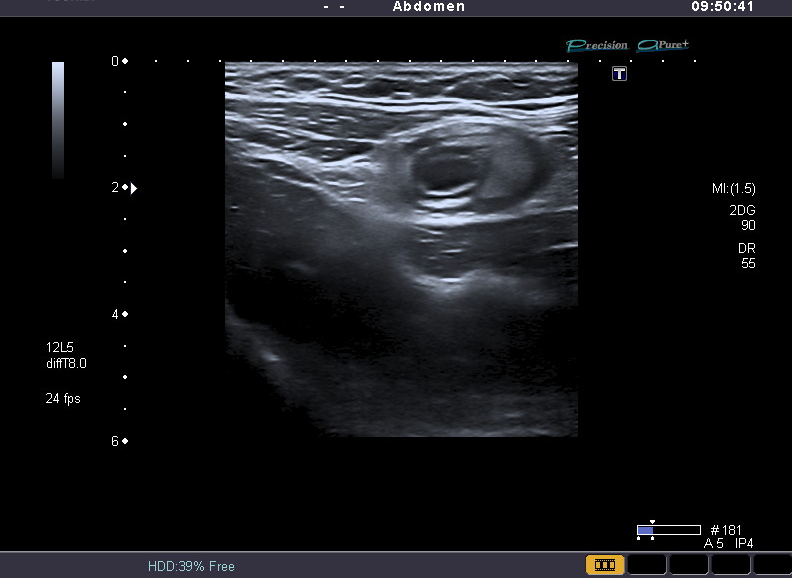 - - Abdomen 09:50:41
Precision APure+
T
0
2
4
6
MI:(1.5)
2DG
90
DR
55
12L5
diffT8.0
24 fps
#181
A 5 IP4
HDD:39% Free